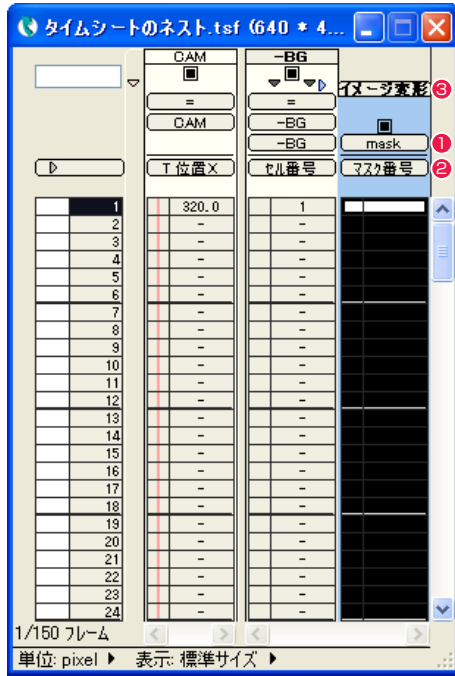 タイムシートのネスト.tsf (640 * 4...
CAM -BG
イメージ変形 3
= =
CAM -BG
-BG mask 1
T 位置X セル番号 マスク番号 2
1 320.0 1
2 - -
3 - -
4 - -
5 - -
6 - -
7 - -
8 - -
9 - -
10 - -
11 - -
12 - -
13 - -
14 - -
15 - -
16 - -
17 - -
18 - -
19 - -
20 - -
21 - -
22 - -
23 - -
24 - -
1/150 フレーム
単位: pixel 表示: 標準サイズ